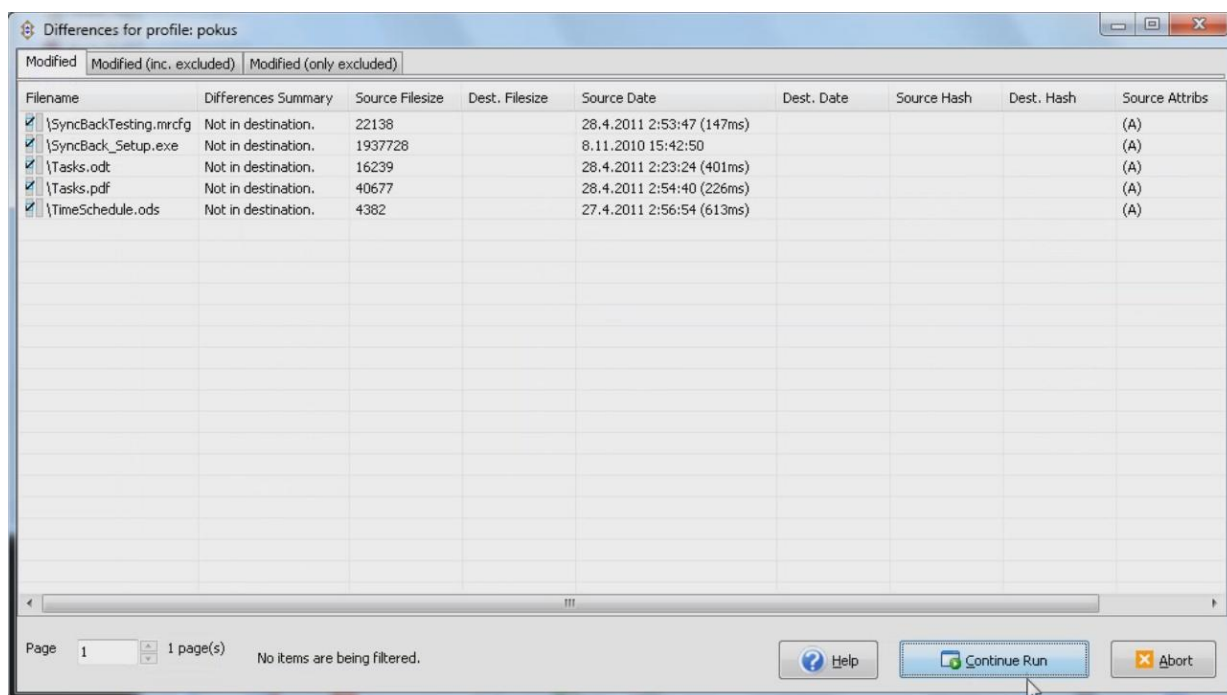 Differences for profile: pokus
Modified Modified (inc. excluded) Modified (only excluded)
Filename Differences Summary Source Filesize Dest. Filesize Source Date Dest. Date Source Hash Dest. Hash Source Attribs
\SyncBackTesting.mrcfg Not in destination. 22138 28.4.2011 2:53:47 (147ms) (A)
\SyncBack_Setup.exe Not in destination. 1937728 8.11.2010 15:42:50 (A)
\Tasks.odt Not in destination. 16239 28.4.2011 2:23:24 (401ms) (A)
\Tasks.pdf Not in destination. 40677 28.4.2011 2:54:40 (226ms) (A)
\TimeSchedule.ods Not in destination. 4382 27.4.2011 2:56:54 (613ms) (A)
Page 1 1 page(s) No items are being filtered. Help Continue Run Abort